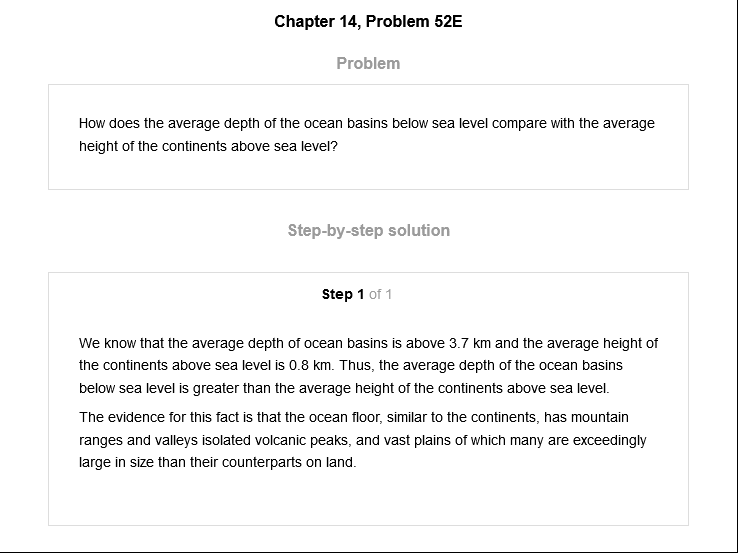 Chapter 14, Problem 52E
Problem
How does the average depth of the ocean basins below sea level compare with the average
height of the continents above sea level?
Step-by-step solution
Step 1 of 1
We know that the average depth of ocean basins is above 3.7 km and the average height of
the continents above sea level is 0.8 km. Thus, the average depth of the ocean basins
below sea level is greater than the average height of the continents above sea level.
The evidence for this fact is that the ocean floor, similar to the continents, has mountain
ranges and valleys isolated volcanic peaks, and vast plains of which many are exceedingly
large in size than their counterparts on land.